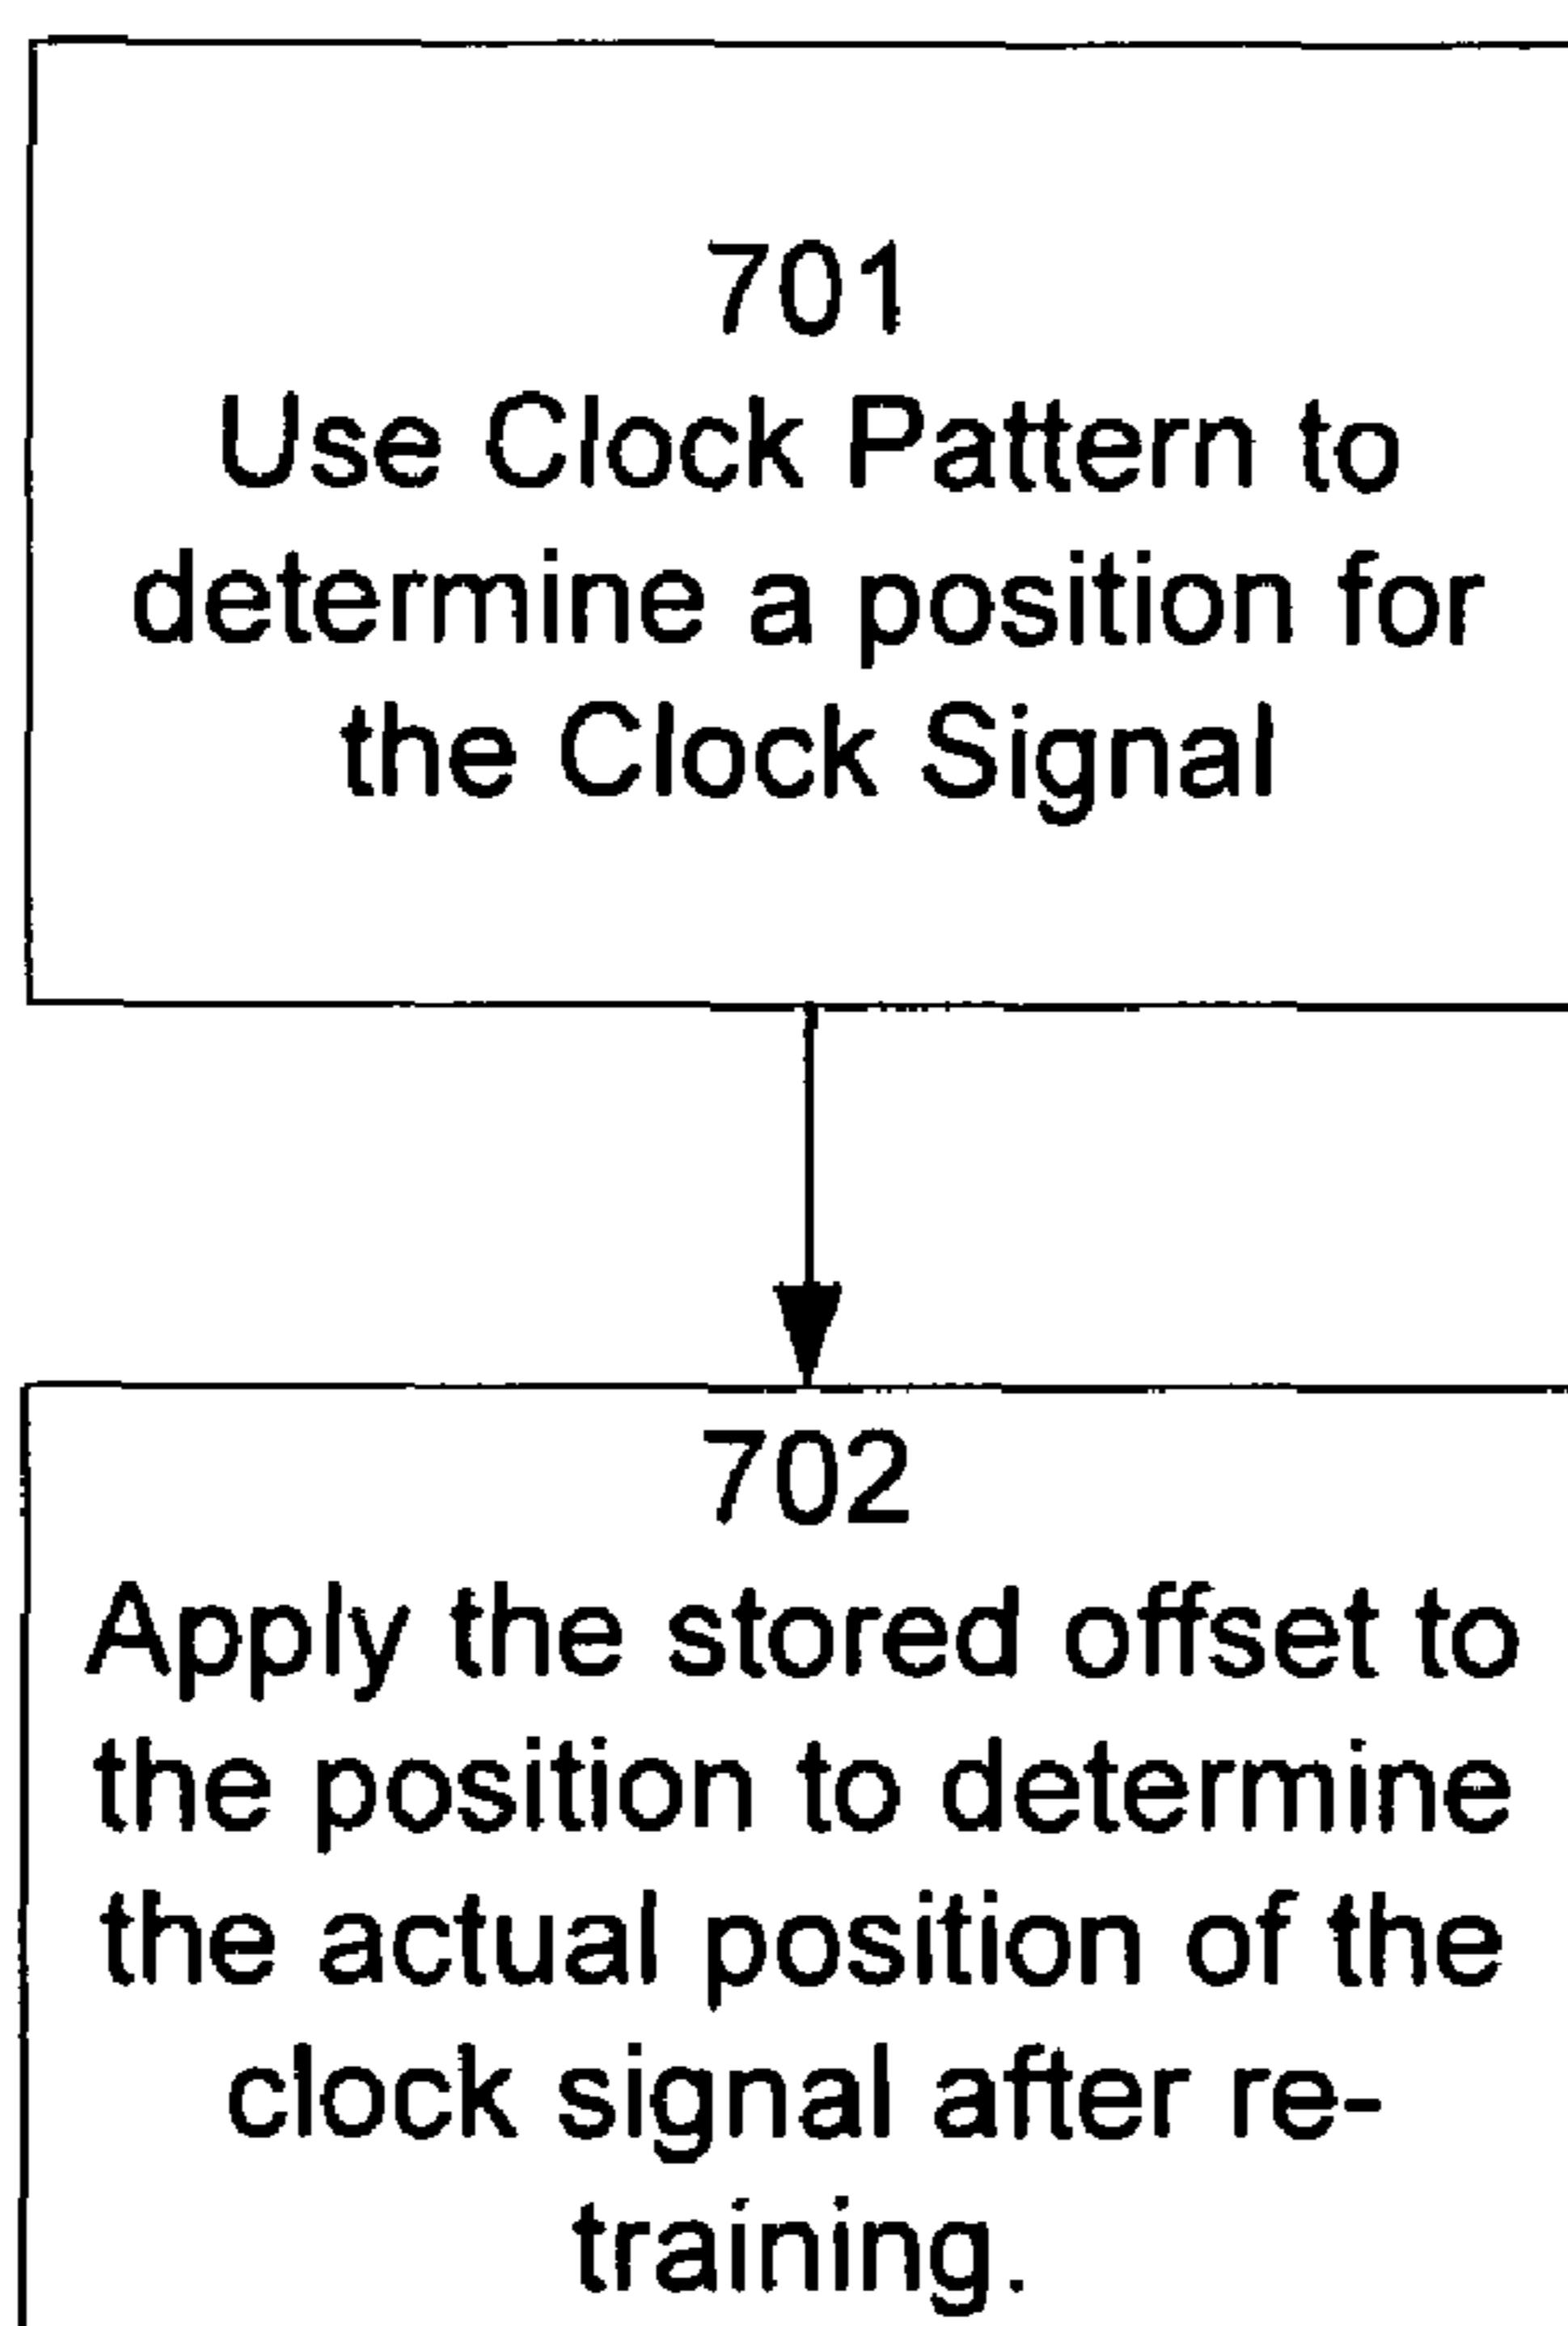 701
Use Clock Pattern to
determine a position for
the Clock Signal
702
Apply the stored offset to
the position to determine
the actual position of the
clock signal after re-
training.